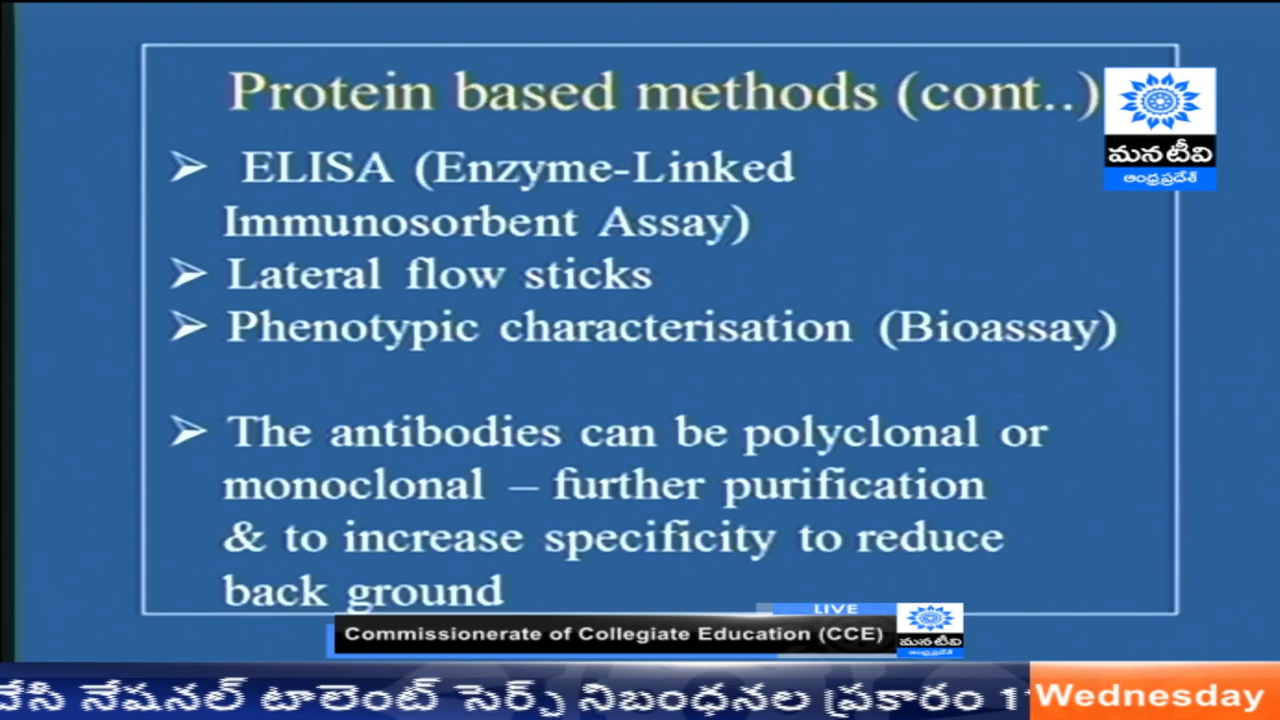 Protein based methods (cont..)
➢ ELISA (Enzyme-Linked
Immunosorbent Assay)
➢ Lateral flow sticks
➢ Phenotypic characterisation (Bioassay)
➢ The antibodies can be polyclonal or
monoclonal – further purification
& to increase specificity to reduce
back ground
మన టీవి
ఆంధ్రప్రదేశ్
LIVE
Commissionerate of Collegiate Education (CCE)
మన టీవి
ఆంధ్రప్రదేశ్
నేషనల్ టాలెంట్ సెర్చ్ నిబంధనల ప్రకారం
Wednesday